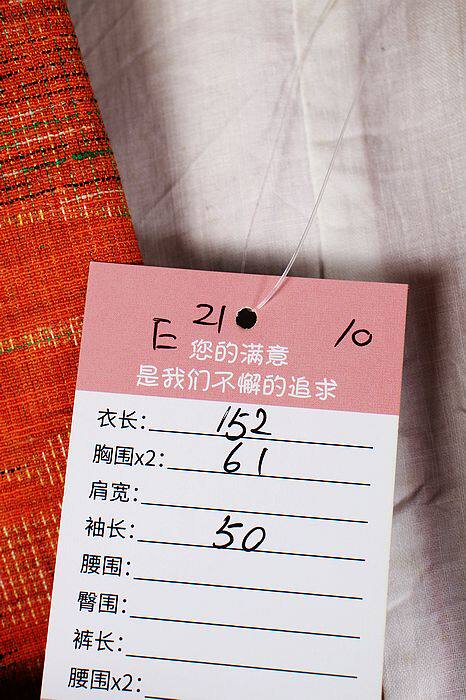 E 21 10
您的满意
是我们不懈的追求
衣长: 152
胸围x2: 61
肩宽:
袖长: 50
腰围:
臀围:
裤长:
腰围x2: